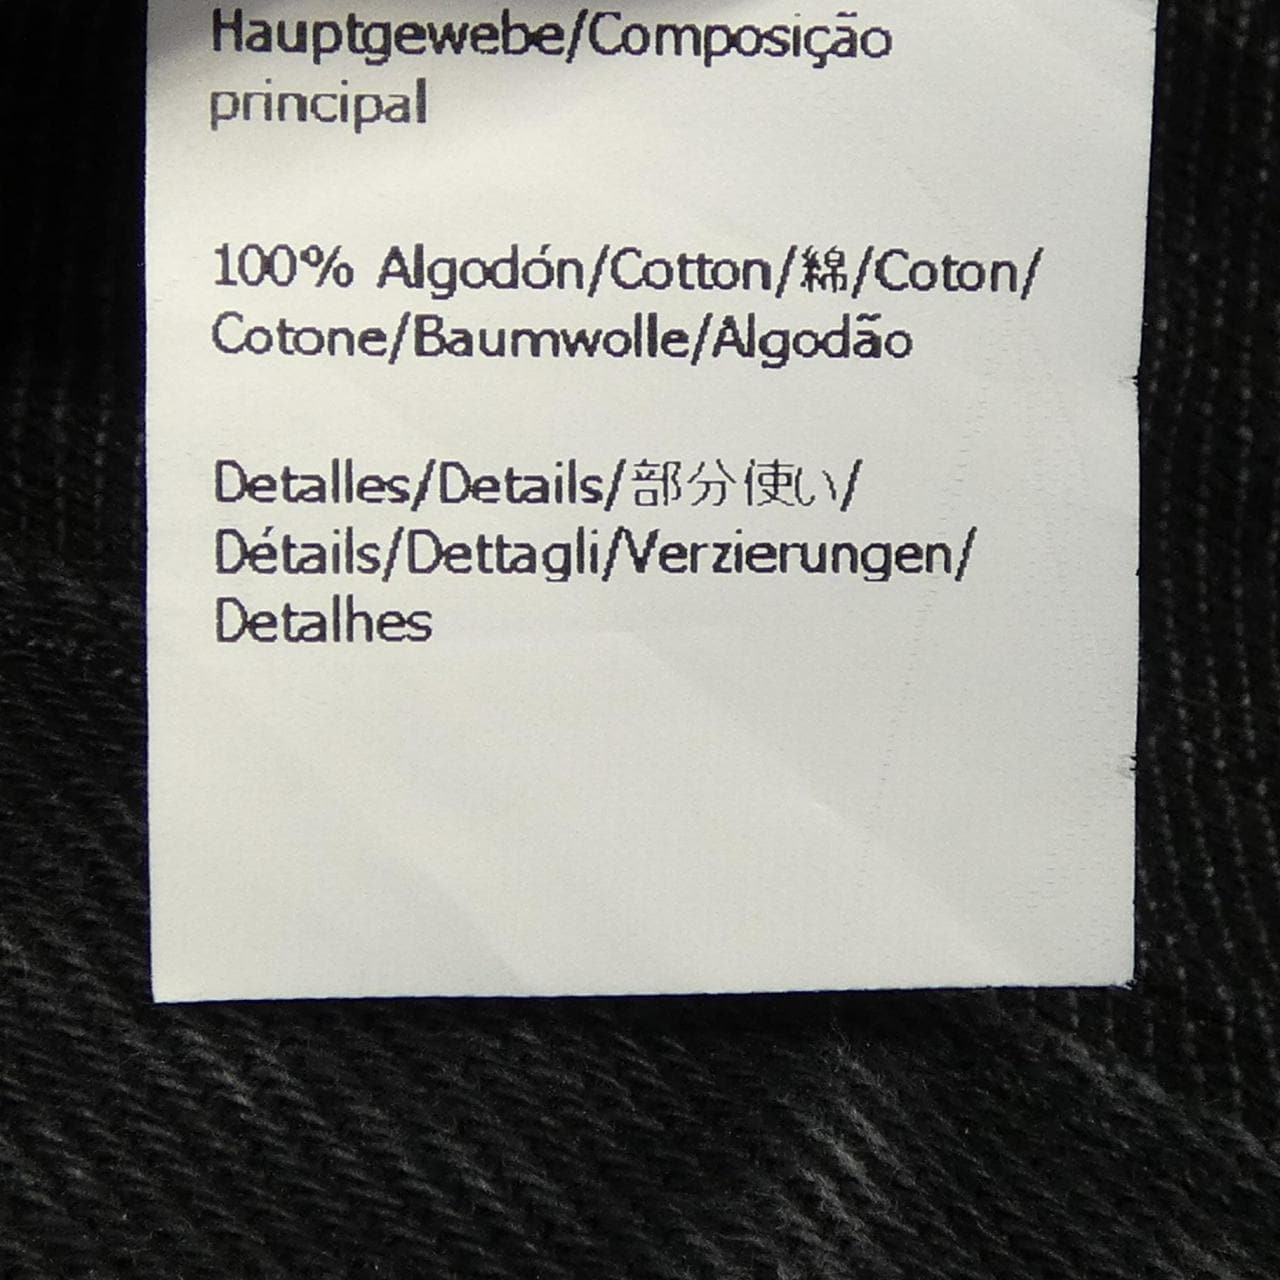 Hauptgewebe/Composição
principal
100% Algodón/Cotton/綿/Coton/
Cotone/Baumwolle/Algodão
Detalles/Details/部分使い/
Détails/Dettagli/Verzierungen/
Detalhes